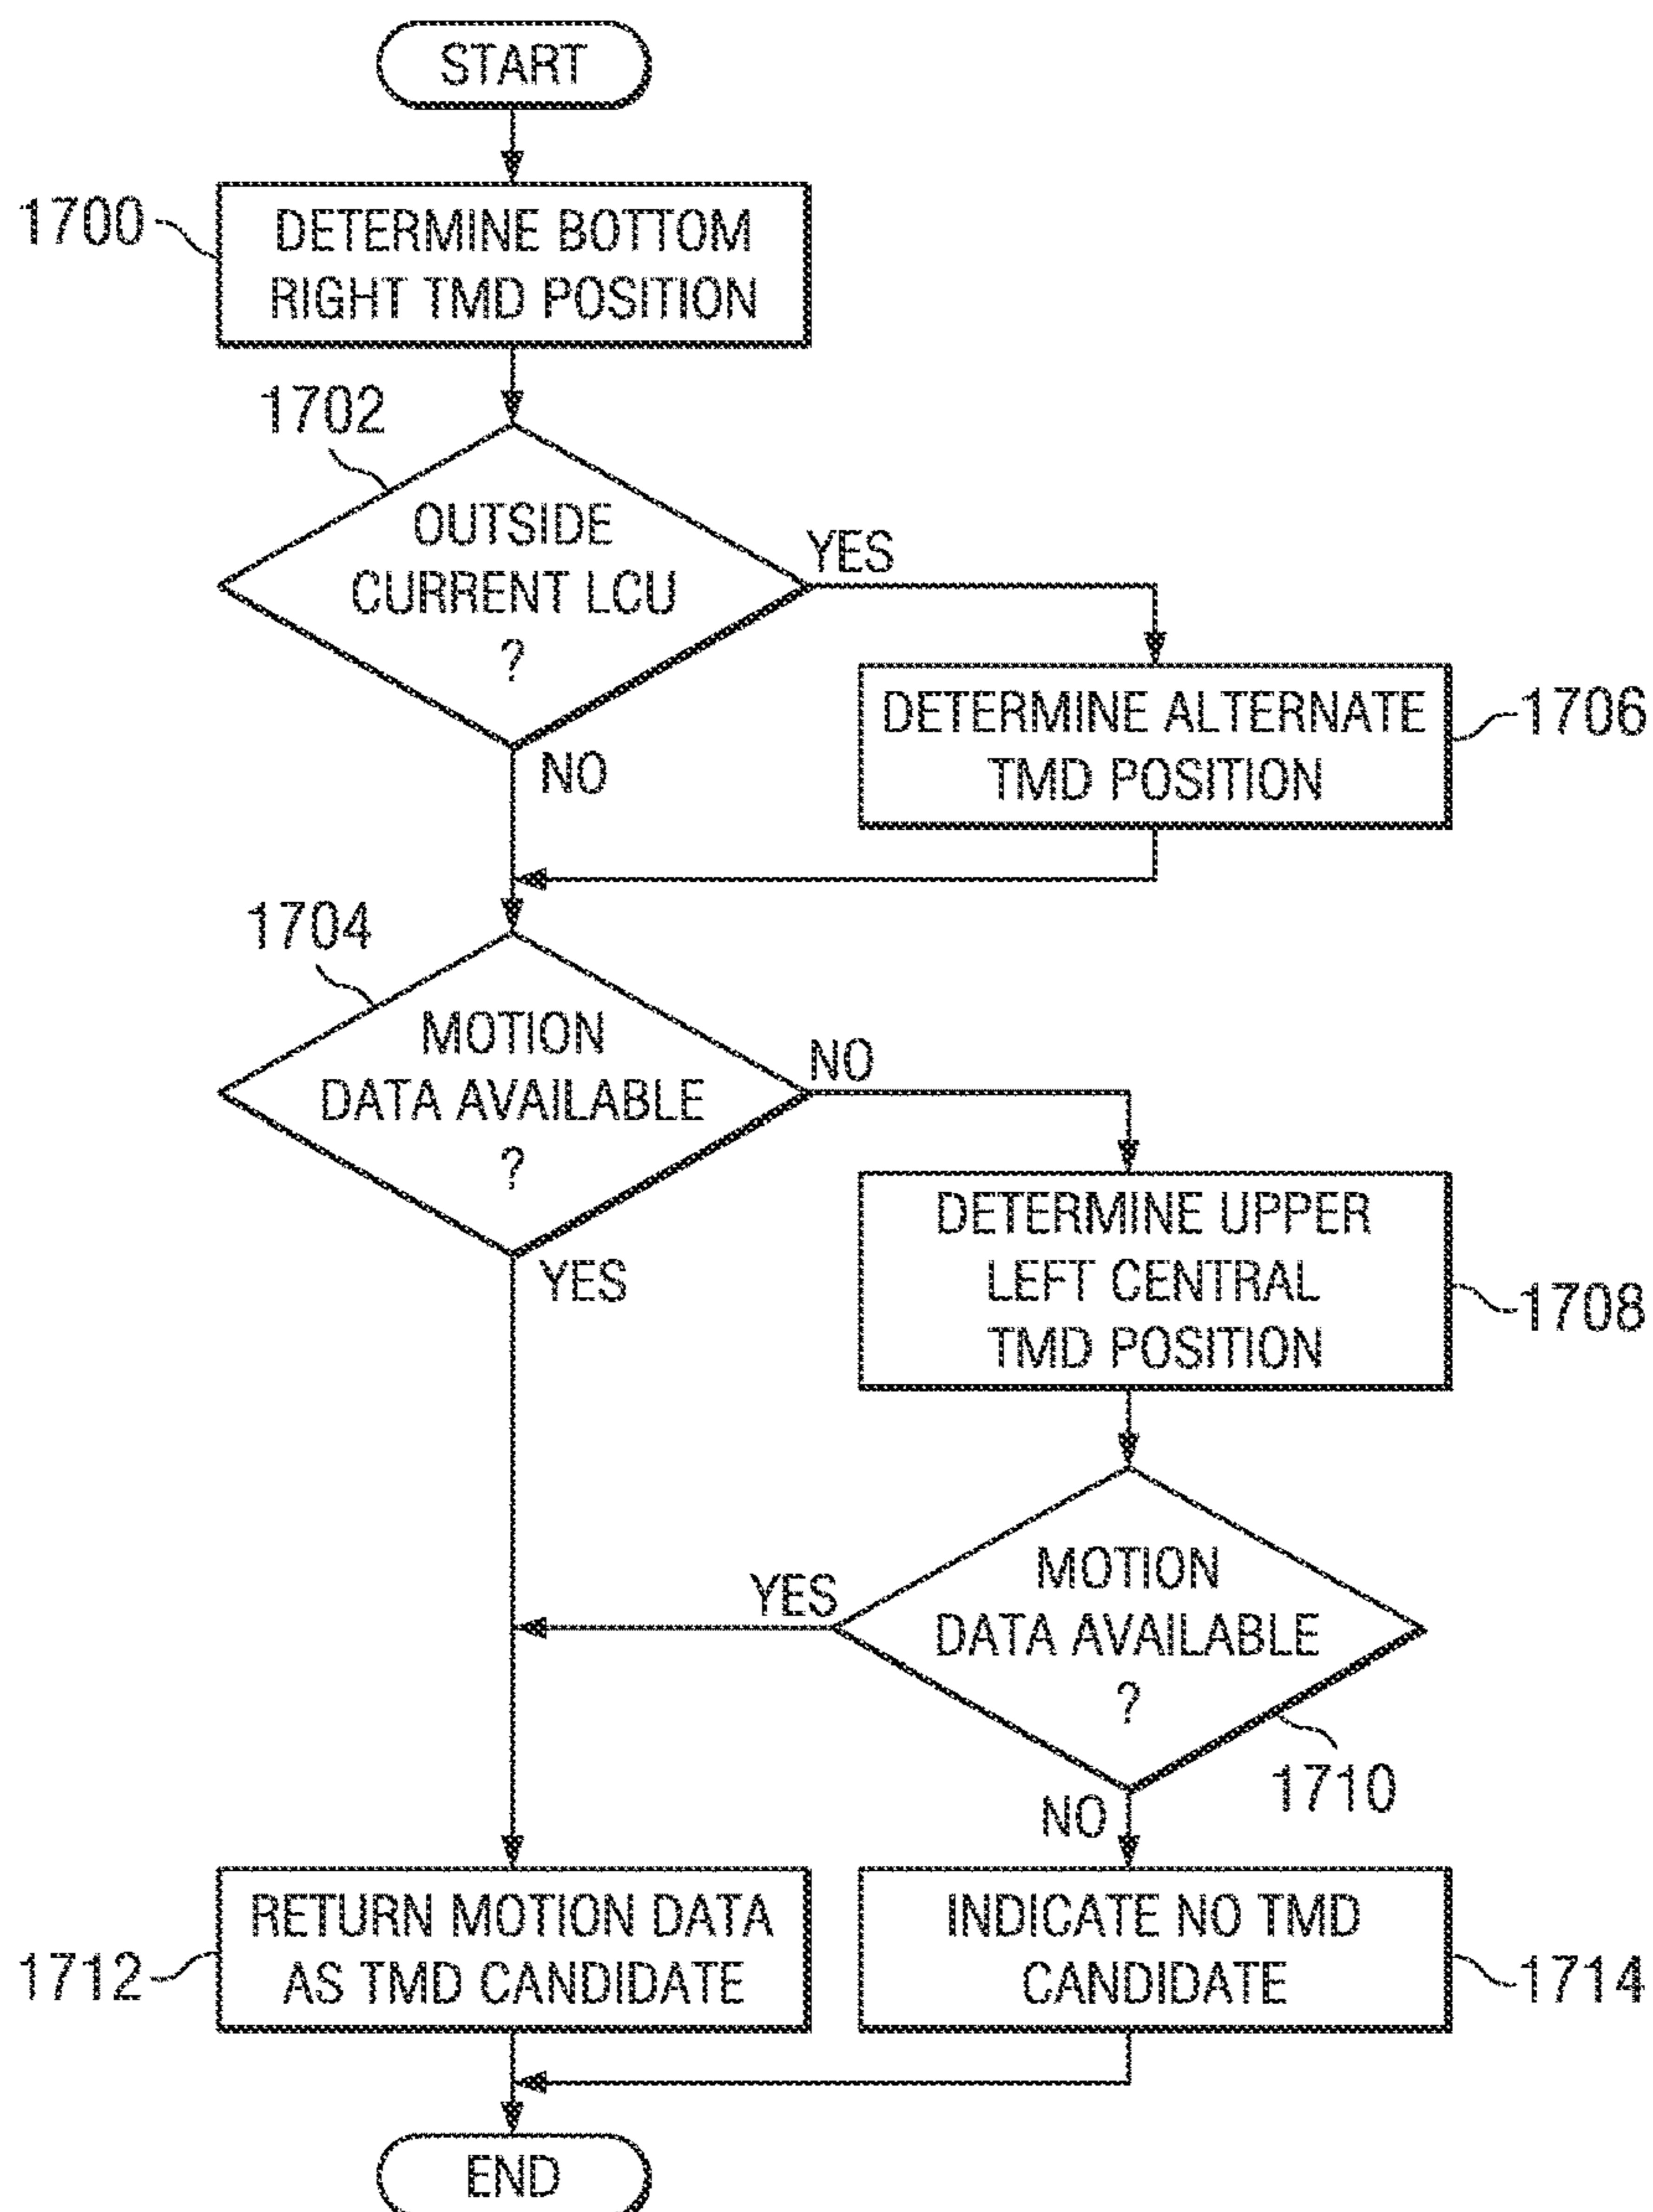 START
1700
DETERMINE BOTTOM
RIGHT TMD POSITION
1702
OUTSIDE
CURRENT LCU
?
YES
NO
DETERMINE ALTERNATE
TMD POSITION
1706
1704
MOTION
DATA AVAILABLE
?
NO
YES
DETERMINE UPPER
LEFT CENTRAL
TMD POSITION
1708
MOTION
DATA AVAILABLE
?
YES
1710
NO
RETURN MOTION DATA
AS TMD CANDIDATE
1712
INDICATE NO TMD
CANDIDATE
1714
END